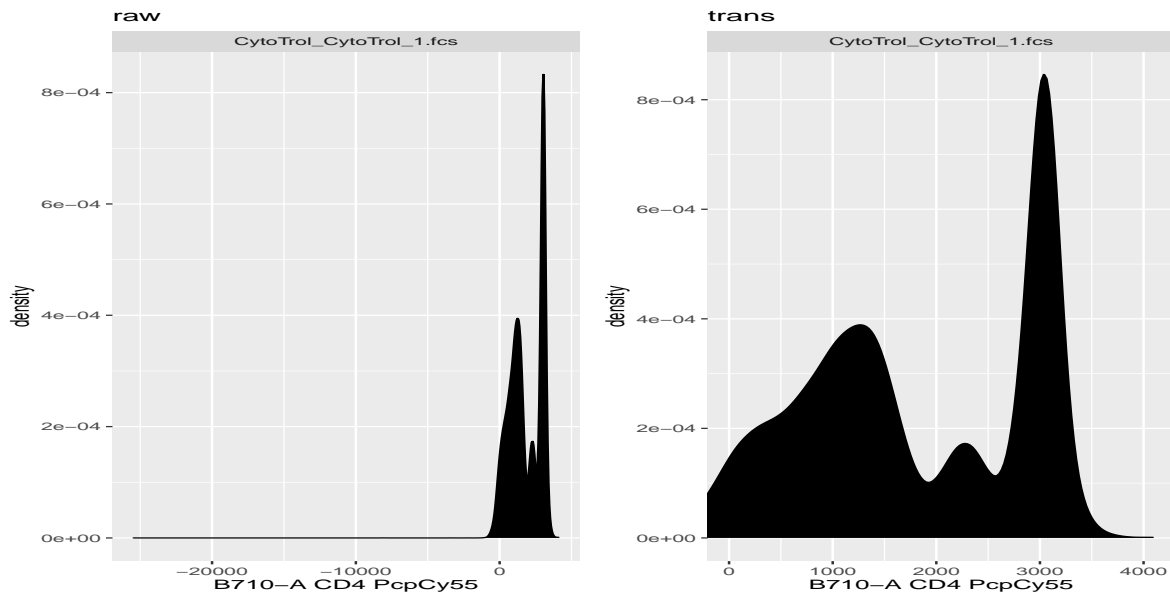 raw
CytoTrol_CytoTrol_1.fcs
8e−04
6e−04
4e−04
2e−04
0e+00
density
−20000
−10000
0
B710−A CD4 PcpCy55
trans
CytoTrol_CytoTrol_1.fcs
8e−04
6e−04
4e−04
2e−04
0e+00
density
0
1000
2000
3000
4000
B710−A CD4 PcpCy55